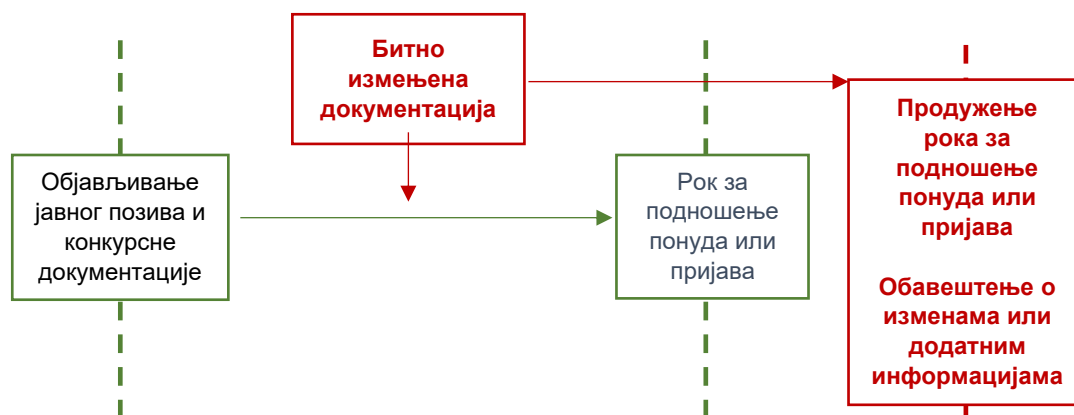 Битно
измењена
документација
Објављивање
јавног позива и
конкурсне
документације
Рок за
подношење
понуда или
пријава
Продужење
рока за
подношење
понуда или
пријава
Обавештење о
изменама или
додатним
информацијама